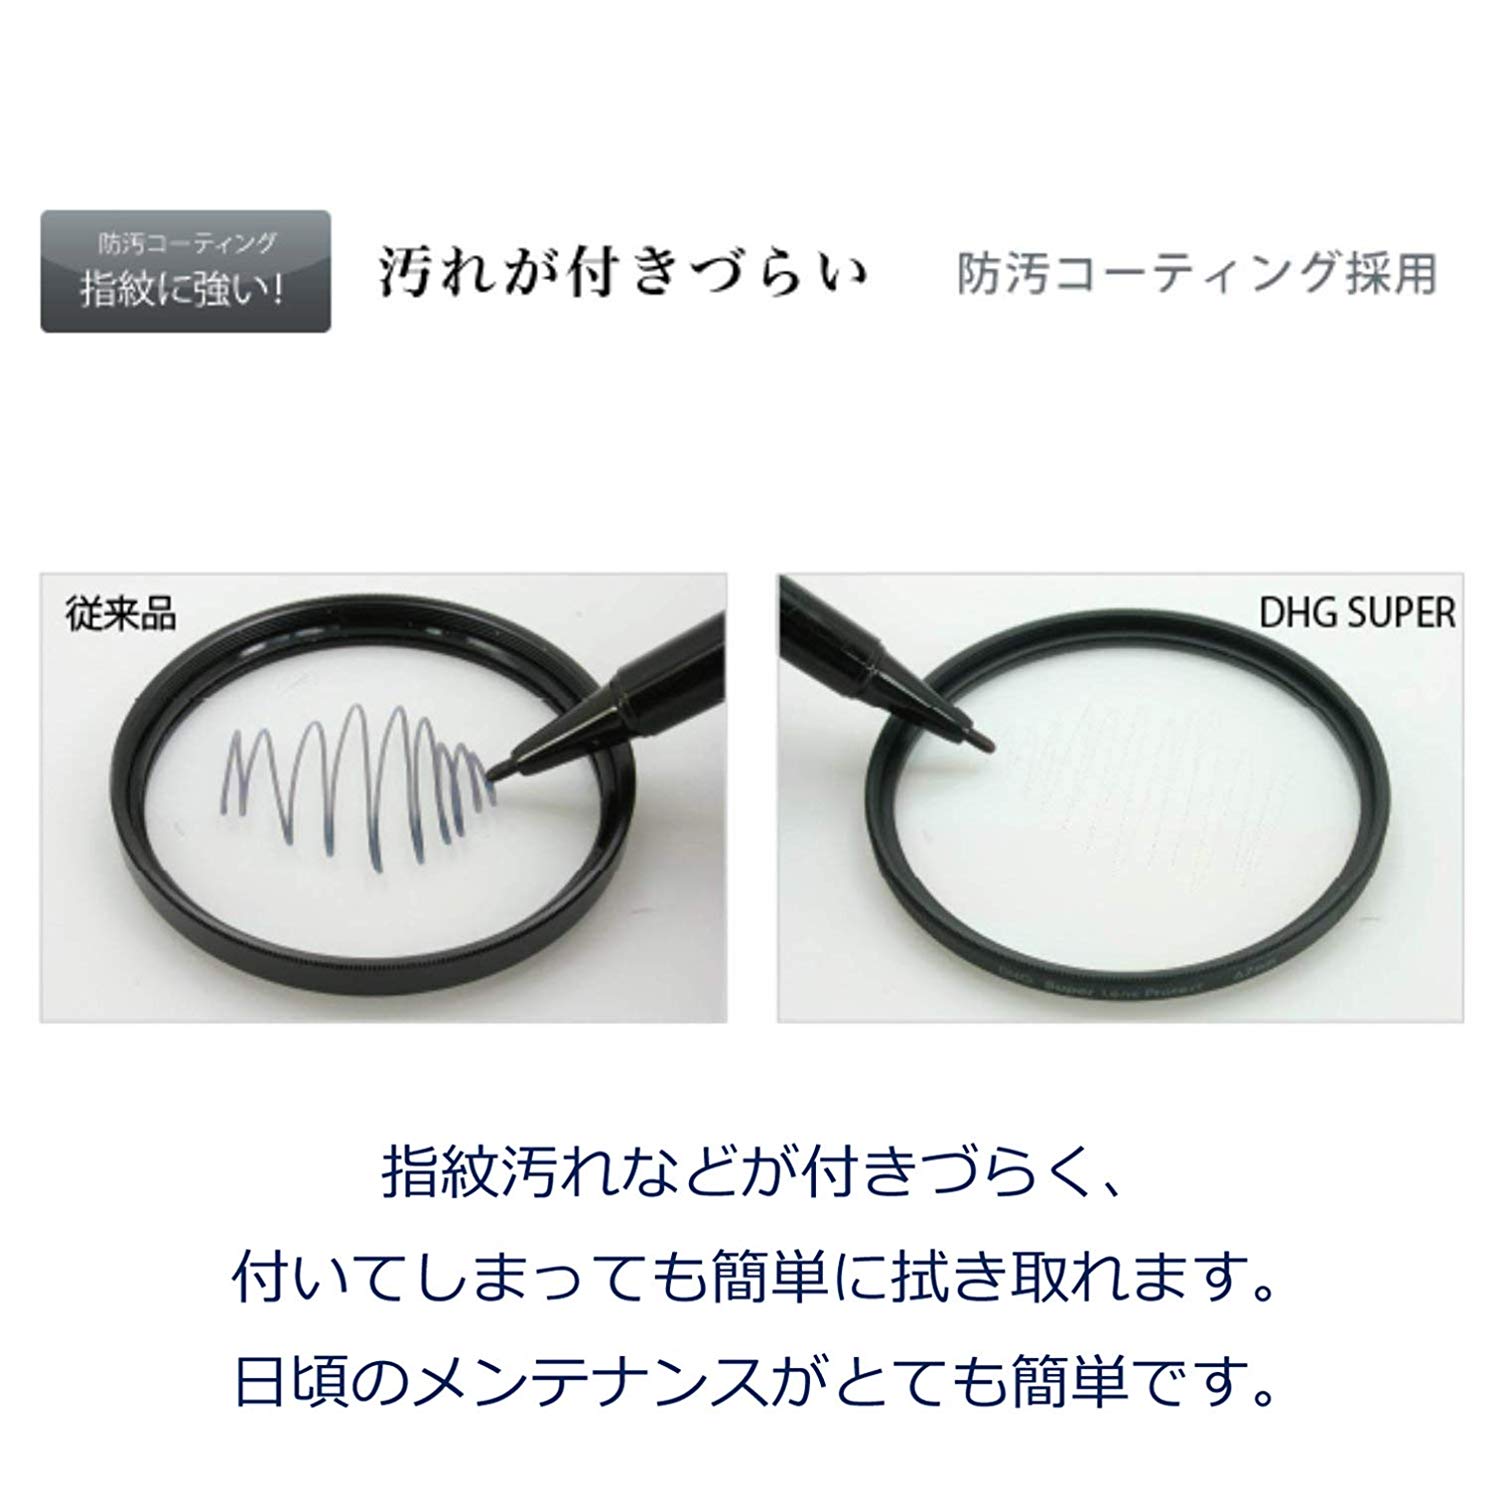 防汚コーティング
指紋に強い!
汚れが付きづらい
防汚コーティング採用
従来品
DHG SUPER
Super Lens Protect
指紋汚れなどが付きづらく、
付いてしまっても簡単に拭き取れます。
日頃のメンテナンスがとても簡単です。